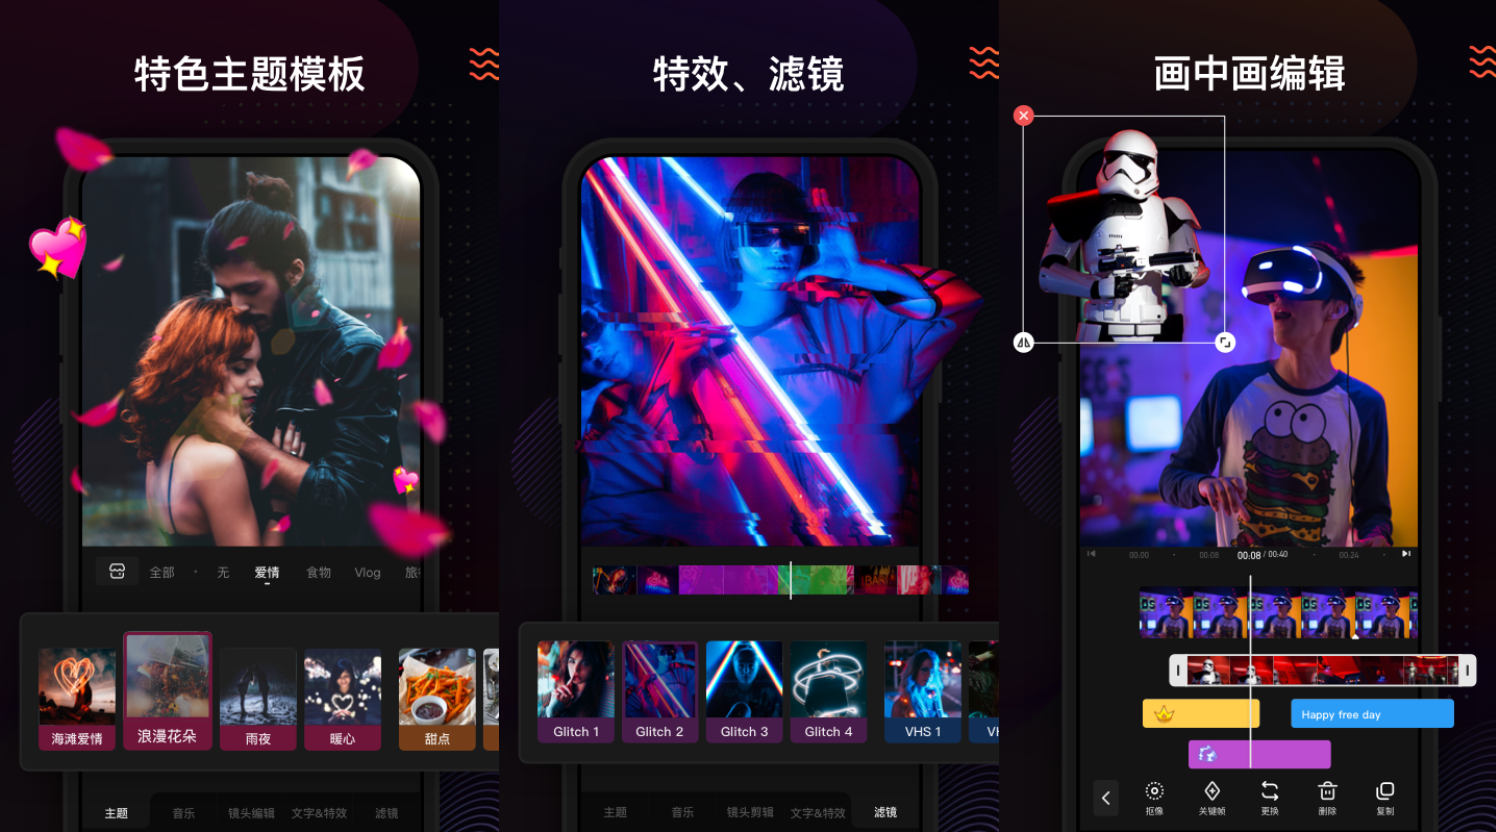 特色主题模板
全部 · 无 爱情 食物 Vlog
海滩爱情 浪漫花朵 雨夜 暖心 甜点
主题 音乐 镜头编辑 文字&特效 滤镜
特效、滤镜
Glitch 1 Glitch 2 Glitch 3 Glitch 4 VHS 1
主题 音乐 镜头剪辑 文字&特效 滤镜
画中画编辑
00:00 · 00:08 00:08 / 00:40 · 00:24 ·
Happy free day
抠像 关键帧 更换 删除 复制